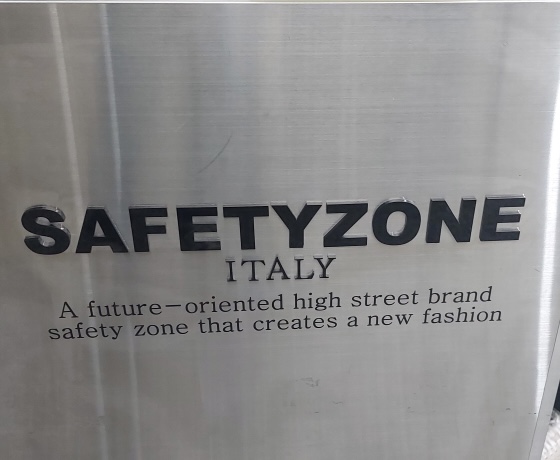 SAFETYZONE
ITALY
A future-oriented high street brand
safety zone that creates a new fashion